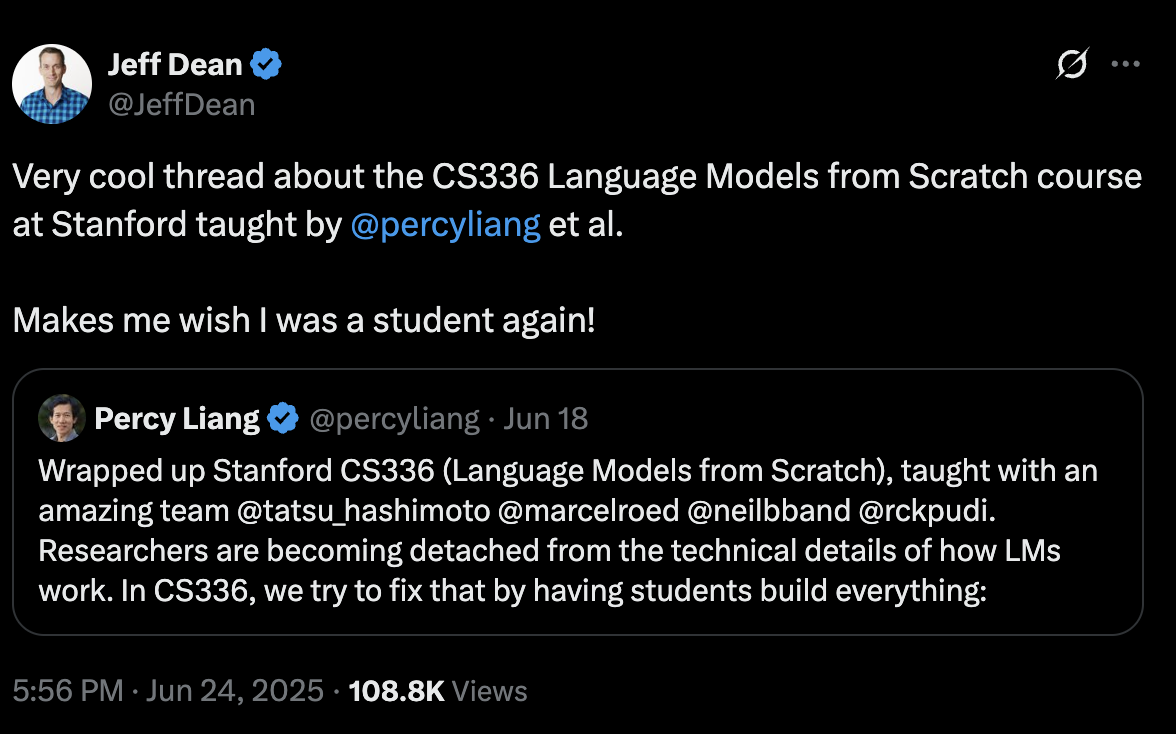 Jeff Dean
@JeffDean
Very cool thread about the CS336 Language Models from Scratch course
at Stanford taught by @percyliang et al.
Makes me wish I was a student again!
Percy Liang @percyliang · Jun 18
Wrapped up Stanford CS336 (Language Models from Scratch), taught with an
amazing team @tatsu_hashimoto @marcelroed @neilbband @rckpudi.
Researchers are becoming detached from the technical details of how LMs
work. In CS336, we try to fix that by having students build everything:
5:56 PM · Jun 24, 2025 · 108.8K Views